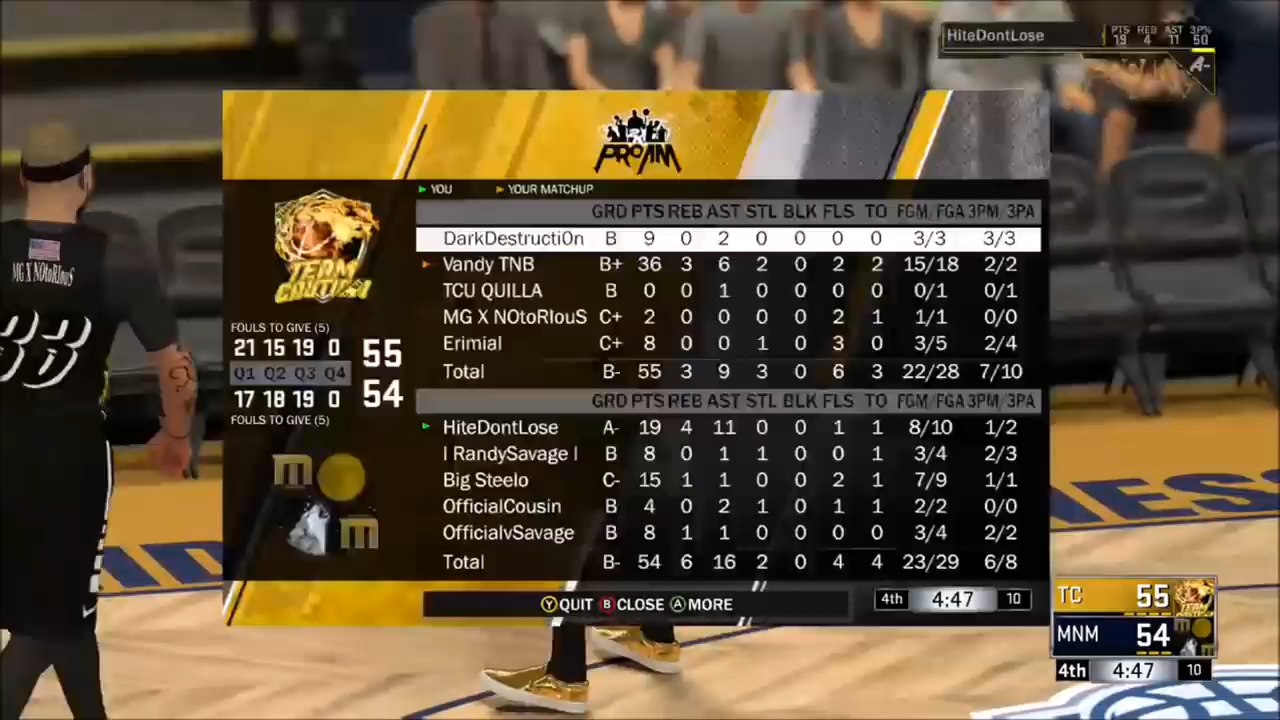 HiteDontLose PTS REB AST 3P%
19 4 11 50
A-
PRO AM
YOU YOUR MATCHUP
GRD PTS REB AST STL BLK FLS TO FGM/FGA 3PM/3PA
DarkDestructi0n B 9 0 2 0 0 0 0 3/3 3/3
Vandy TNB B+ 36 3 6 2 0 2 2 15/18 2/2
TCU QUILLA B 0 0 1 0 0 0 0 0/1 0/1
MG X NOtoRIouS C+ 2 0 0 0 0 2 1 1/1 0/0
Erimial C+ 8 0 0 1 0 3 0 3/5 2/4
Total B- 55 3 9 3 0 6 3 22/28 7/10
GRD PTS REB AST STL BLK FLS TO FGM/FGA 3PM/3PA
HiteDontLose A- 19 4 11 0 0 1 1 8/10 1/2
I RandySavage I B 8 0 1 1 0 0 1 3/4 2/3
Big Steelo C- 15 1 1 0 0 2 1 7/9 1/1
OfficialCousin B 4 0 2 1 0 1 1 2/2 0/0
OfficialvSavage B 8 1 1 0 0 0 0 3/4 2/2
Total B- 54 6 16 2 0 4 4 23/29 6/8
TEAM
FOULS TO GIVE (5)
21 15 19 0 55
Q1 Q2 Q3 Q4
17 18 19 0 54
FOULS TO GIVE (5)
M
M
YQUIT BCLOSE AMORE
4th 4:47 10
MG X NOtoRIouS
33
TC 55
MNM 54
4th 4:47 10